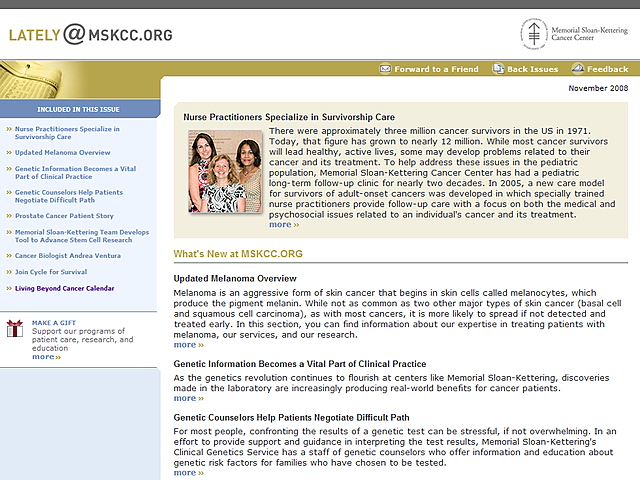 LATELY@MSKCC.ORG
Memorial Sloan-Kettering
Cancer Center
Forward to a Friend
Back Issues
Feedback
November 2008
INCLUDED IN THIS ISSUE
Nurse Practitioners Specialize in
Survivorship Care
Updated Melanoma Overview
Genetic Information Becomes a Vital
Part of Clinical Practice
Genetic Counselors Help Patients
Negotiate Difficult Path
Prostate Cancer Patient Story
Memorial Sloan-Kettering Team Develops
Tool to Advance Stem Cell Research
Cancer Biologist Andrea Ventura
Join Cycle for Survival
Living Beyond Cancer Calendar
MAKE A GIFT
Support our programs of
patient care, research, and
education
more »
Nurse Practitioners Specialize in Survivorship Care
There were approximately three million cancer survivors in the US in 1971.
Today, that figure has grown to nearly 12 million. While most cancer survivors
will lead healthy, active lives, some may develop problems related to their
cancer and its treatment. To help address these issues in the pediatric
population, Memorial Sloan-Kettering Cancer Center has had a pediatric
long-term follow-up clinic for nearly two decades. In 2005, a new care model
for survivors of adult-onset cancers was developed in which specially trained
nurse practitioners provide follow-up care with a focus on both the medical and
psychosocial issues related to an individual's cancer and its treatment.
more »
What's New at MSKCC.ORG
Updated Melanoma Overview
Melanoma is an aggressive form of skin cancer that begins in skin cells called melanocytes, which
produce the pigment melanin. While not as common as two other major types of skin cancer (basal cell
and squamous cell carcinoma), as with most cancers, it is more likely to spread if not detected and
treated early. In this section, you can find information about our expertise in treating patients with
melanoma, our services, and our research.
more »
Genetic Information Becomes a Vital Part of Clinical Practice
As the genetics revolution continues to flourish at centers like Memorial Sloan-Kettering, discoveries
made in the laboratory are increasingly producing real-world benefits for cancer patients.
more »
Genetic Counselors Help Patients Negotiate Difficult Path
For most people, confronting the results of a genetic test can be stressful, if not overwhelming. In an
effort to provide support and guidance in interpreting the test results, Memorial Sloan-Kettering's
Clinical Genetics Service has a staff of genetic counselors who offer information and education about
genetic risk factors for families who have chosen to be tested.
more »